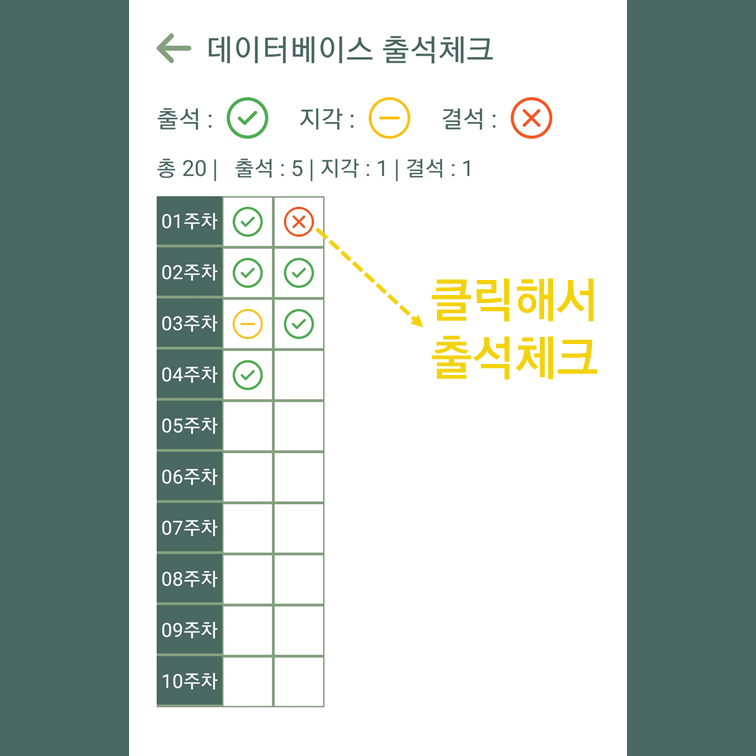 데이터베이스 출석체크
출석 : 지각 : 결석 :
총 20 | 출석 : 5 | 지각 : 1 | 결석 : 1
01주차
02주차
03주차
04주차
05주차
06주차
07주차
08주차
09주차
10주차
클릭해서
출석체크